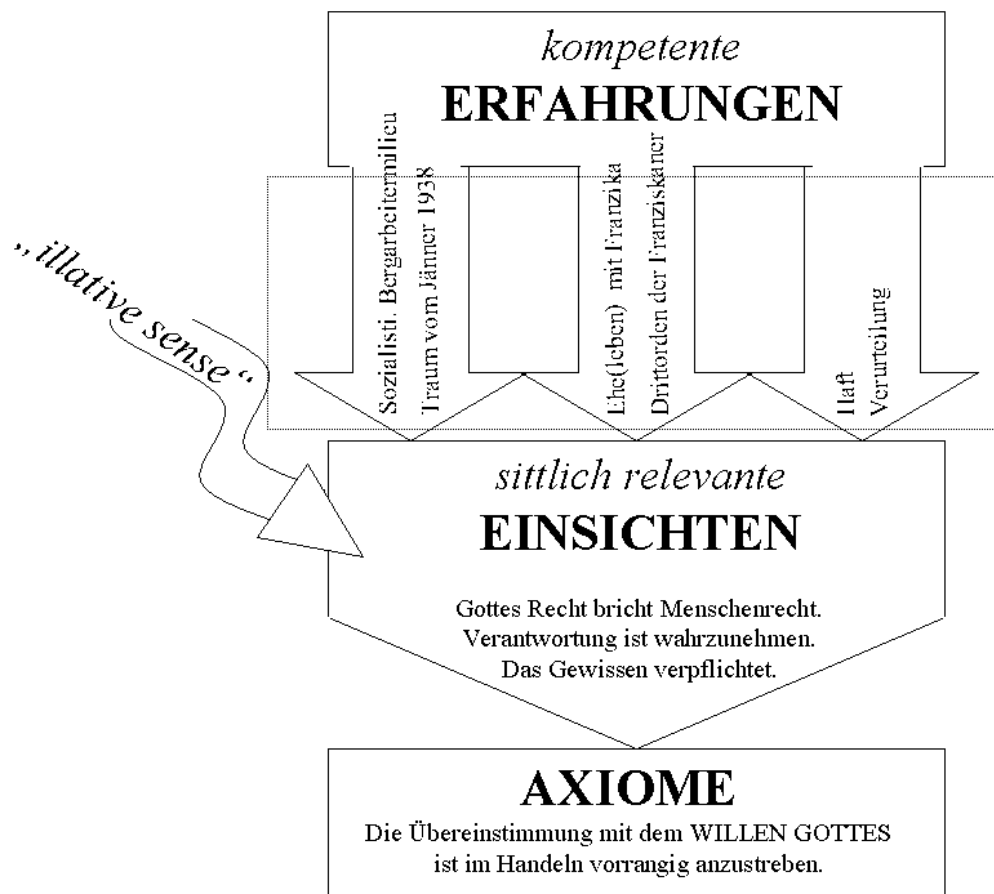 kompetente
ERFAHRUNGEN
Sozialisti. Bergarbeitermilieu
Traum vom Jänner 1938
Ehe(leben) mit Franzika
Drittorden der Franziskaner
Haft
Verurteilung
„illative sense“
sittlich relevante
EINSICHTEN
Gottes Recht bricht Menschenrecht.
Verantwortung ist wahrzunehmen.
Das Gewissen verpflichtet.
AXIOME
Die Übereinstimmung mit dem WILLEN GOTTES
ist im Handeln vorrangig anzustreben.